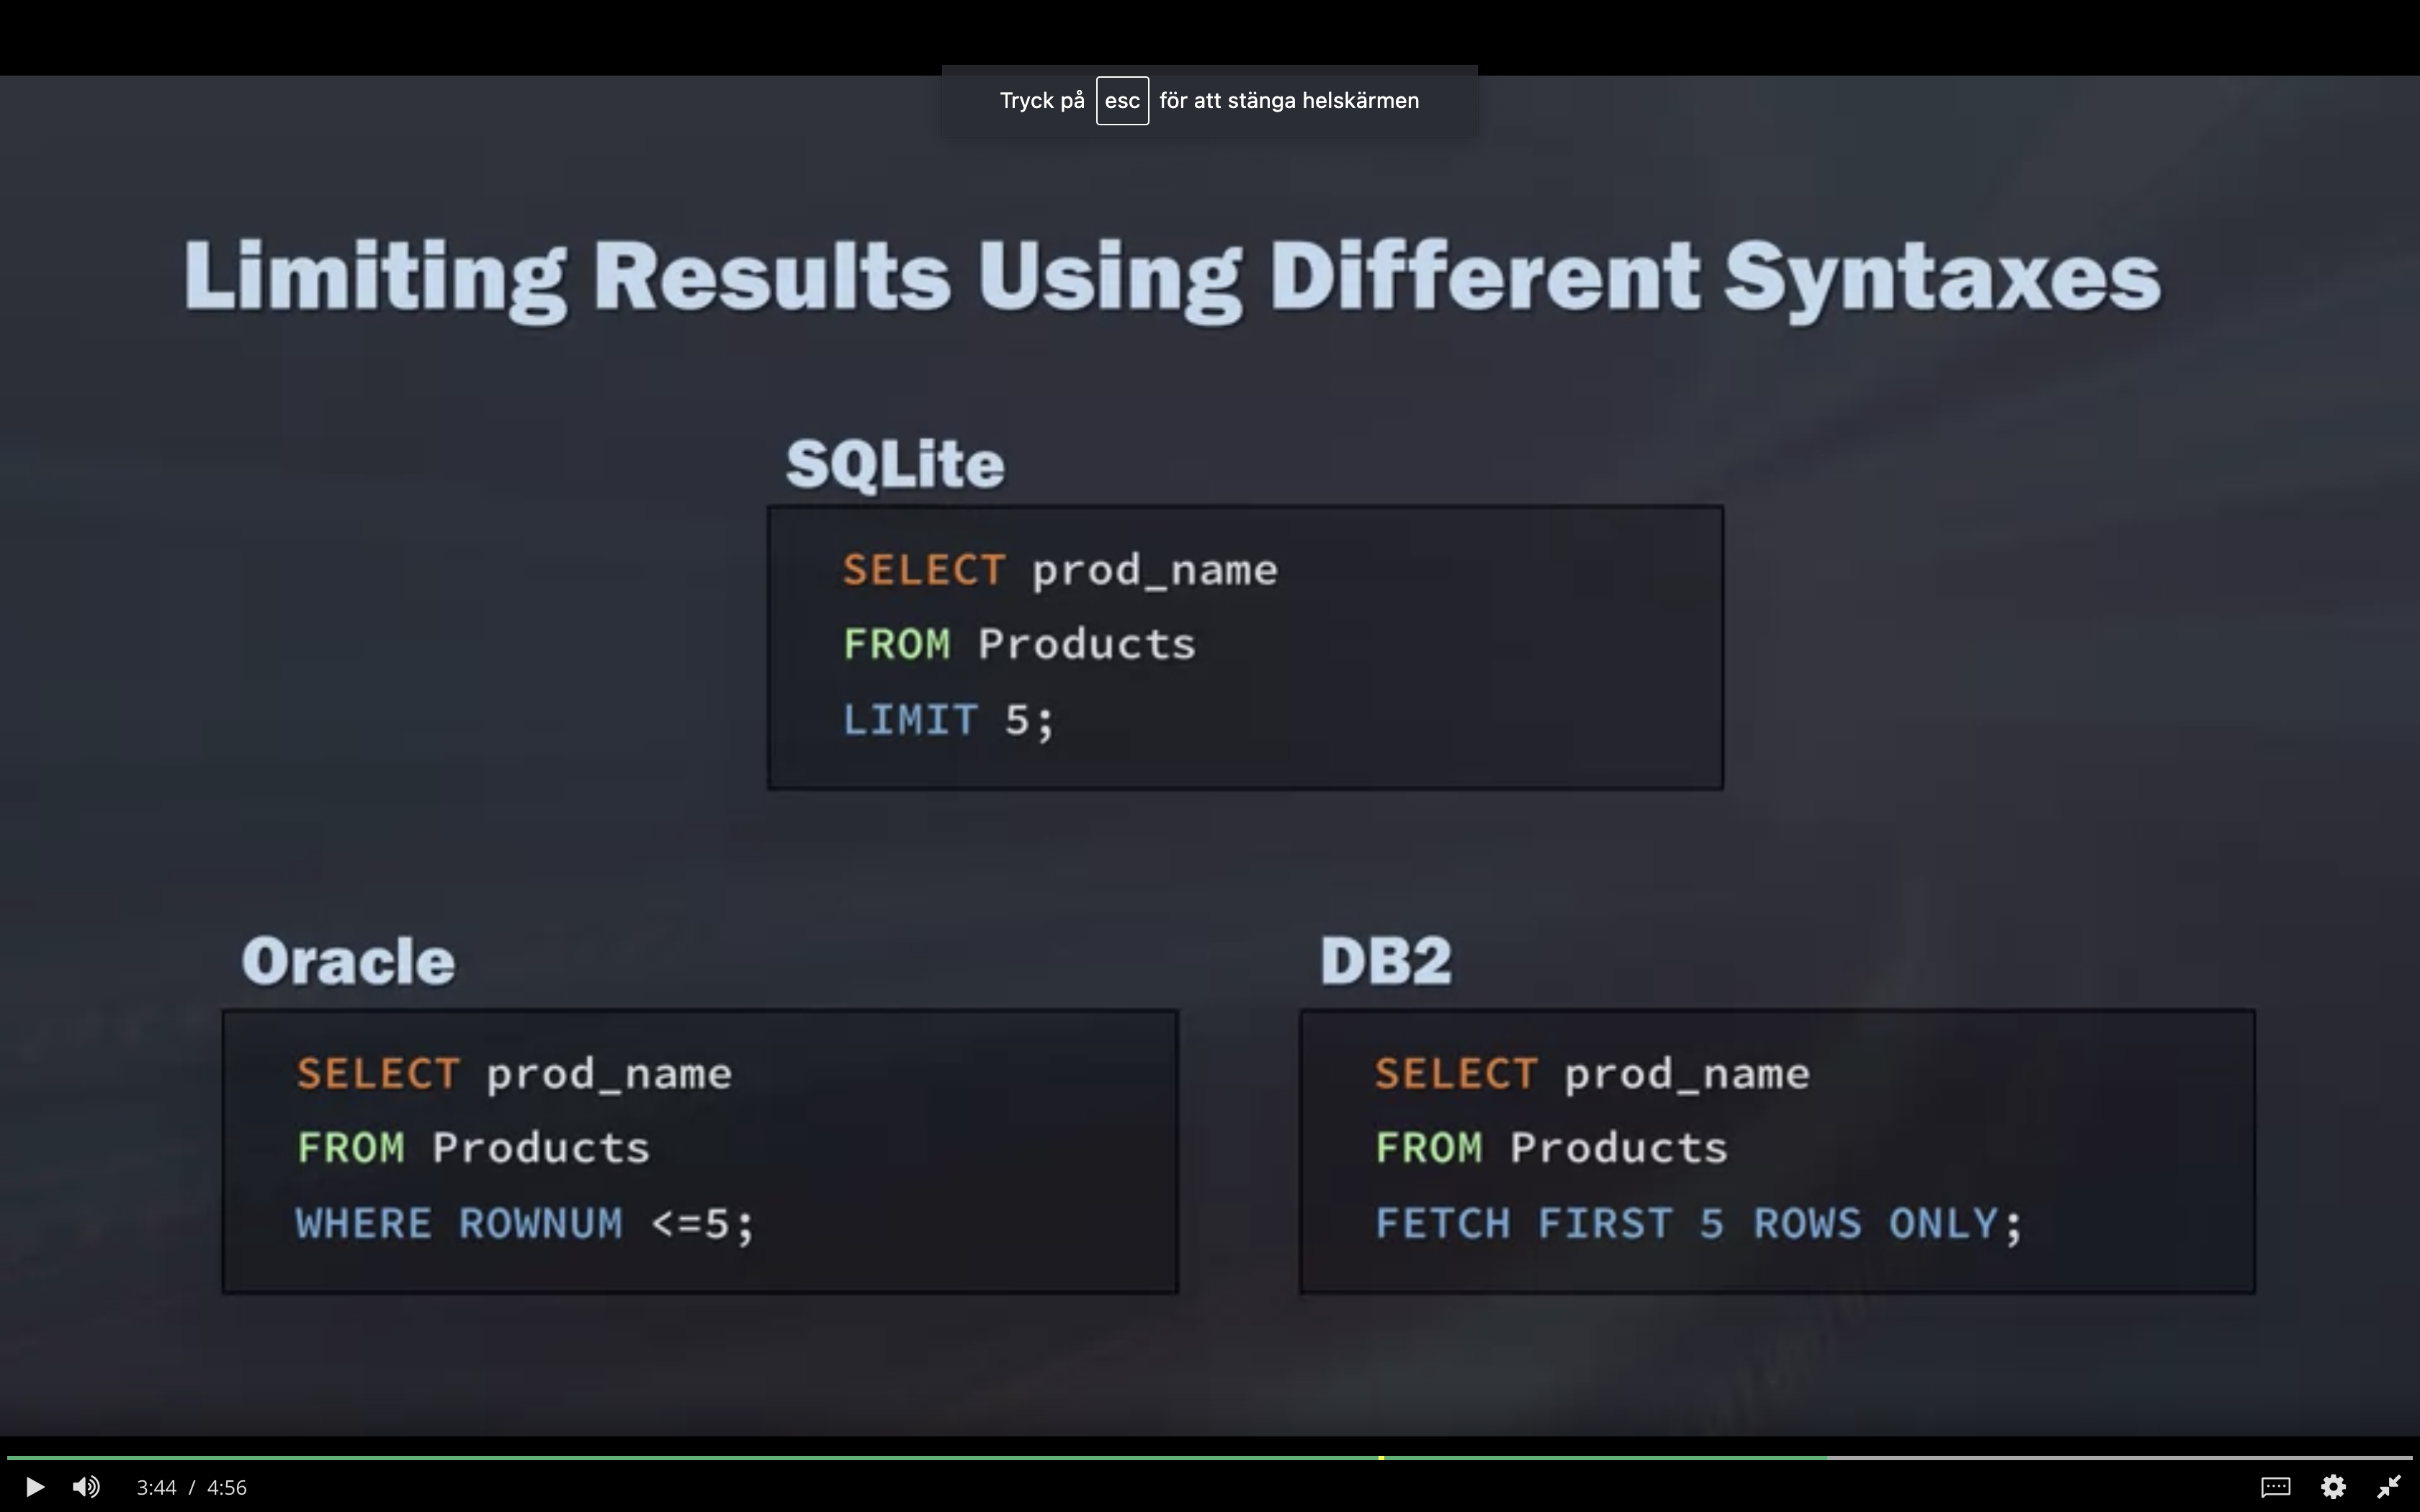 Tryck på esc för att stänga helskärmen
Limiting Results Using Different Syntaxes
SQLite
SELECT prod_name
FROM Products
LIMIT 5;
Oracle
SELECT prod_name
FROM Products
WHERE ROWNUM <=5;
DB2
SELECT prod_name
FROM Products
FETCH FIRST 5 ROWS ONLY;
3:44 / 4:56